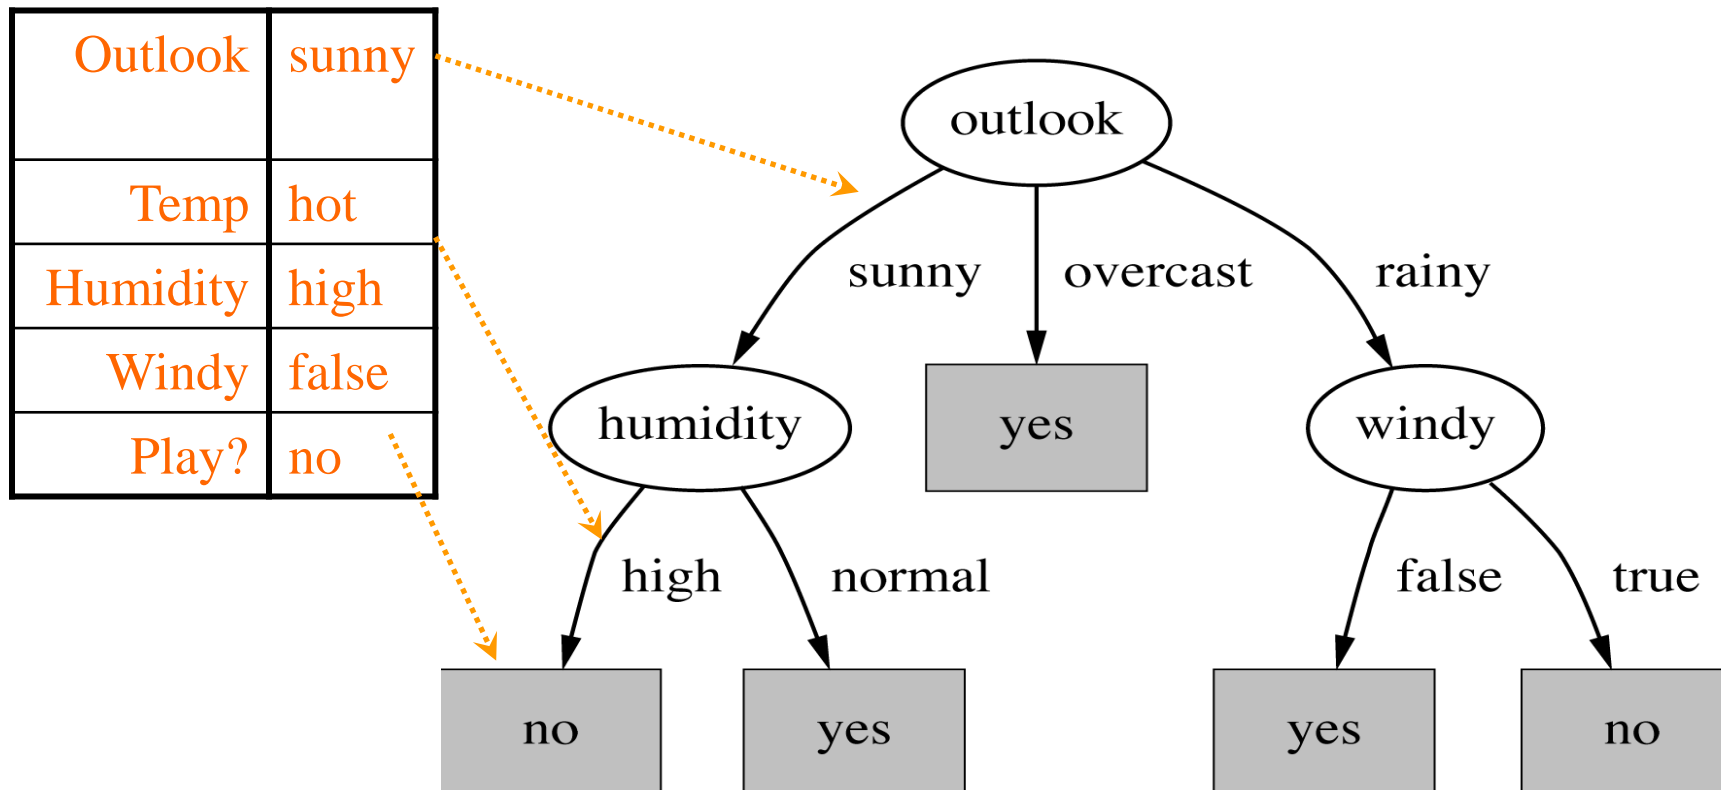 Outlook sunny
Temp hot
Humidity high
Windy false
Play? no
outlook
sunny overcast rainy
humidity yes windy
high normal false true
no yes yes no